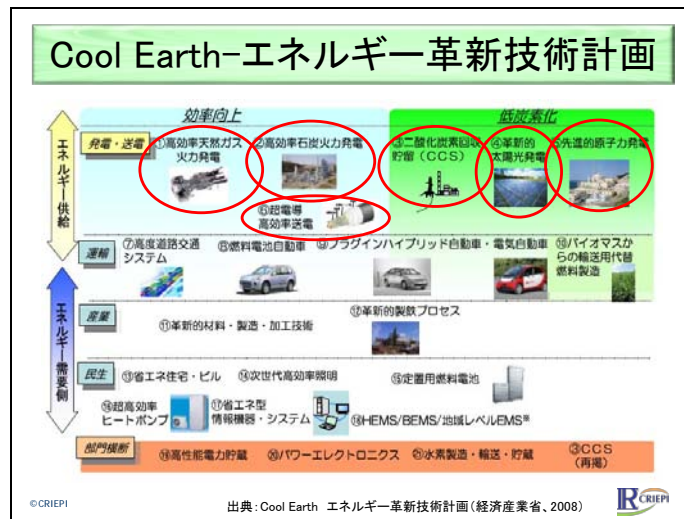 Cool Earth-エネルギー革新技術計画
効率向上
低炭素化
エネルギー供給
発電・送電
①高効率天然ガス
火力発電
②高効率石炭火力発電
③二酸化炭素回収
貯留(CCS)
④革新的
太陽光発電
⑤先進的原子力発電
⑥超電導
高効率送電
運輸
⑦高度道路交通
システム
⑧燃料電池自動車
⑨プラグインハイブリッド自動車・電気自動車
⑩バイオマスか
らの輸送用代替
燃料製造
エネルギー需要側
産業
⑪革新的材料・製造・加工技術
⑫革新的製鉄プロセス
民生
⑬省エネ住宅・ビル
⑭次世代高効率照明
⑮定置用燃料電池
⑯超高効率
ヒートポンプ
⑰省エネ型
情報機器・システム
⑱HEMS/BEMS/地域レベルEMS※
部門横断
⑲高性能電力貯蔵
⑳パワーエレクトロニクス
㉑水素製造・輸送・貯蔵
③CCS
(再掲)
©CRIEPI
出典:Cool Earth エネルギー革新技術計画(経済産業省、2008)
R CRIEPI